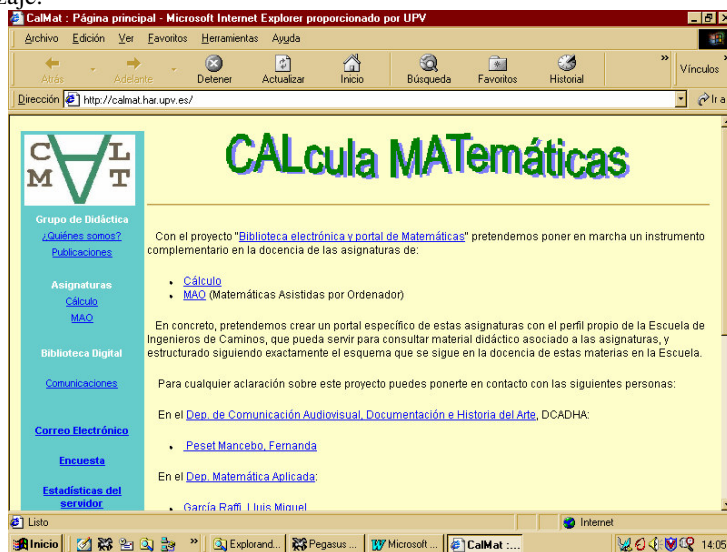 CalMat : Página principal - Microsoft Internet Explorer proporcionado por UPV
Archivo Edición Ver Favoritos Herramientas Ayuda
Atrás Adelante Detener Actualizar Inicio Búsqueda Favoritos Historial » Vínculos »
Dirección http://calmat.har.upv.es/ Ir a
C A L
M A T
Grupo de Didáctica
¿Quiénes somos?
Publicaciones
Asignaturas
Cálculo
MAO
Biblioteca Digital
Comunicaciones
Correo Electrónico
Encuesta
Estadísticas del
servidor
CALcula MATemáticas
Con el proyecto "Biblioteca electrónica y portal de Matemáticas" pretendemos poner en marcha un instrumento
complementario en la docencia de las asignaturas de:
• Cálculo
• MAO (Matemáticas Asistidas por Ordenador)
En concreto, pretendemos crear un portal específico de estas asignaturas con el perfil propio de la Escuela de
Ingenieros de Caminos, que pueda servir para consultar material didáctico asociado a las asignaturas, y
estructurado siguiendo exactamente el esquema que se sigue en la docencia de estas materias en la Escuela.
Para cualquier aclaración sobre este proyecto puedes ponerte en contacto con las siguientes personas:
En el Dep. de Comunicación Audiovisual, Documentación e Historia del Arte, DCADHA:
• Peset Mancebo, Fernanda
En el Dep. Matemática Aplicada:
• García Raffi, Lluis Miquel
Listo Internet
Inicio » Explorand... Pegasus ... Microsoft ... CalMat :... 14:05